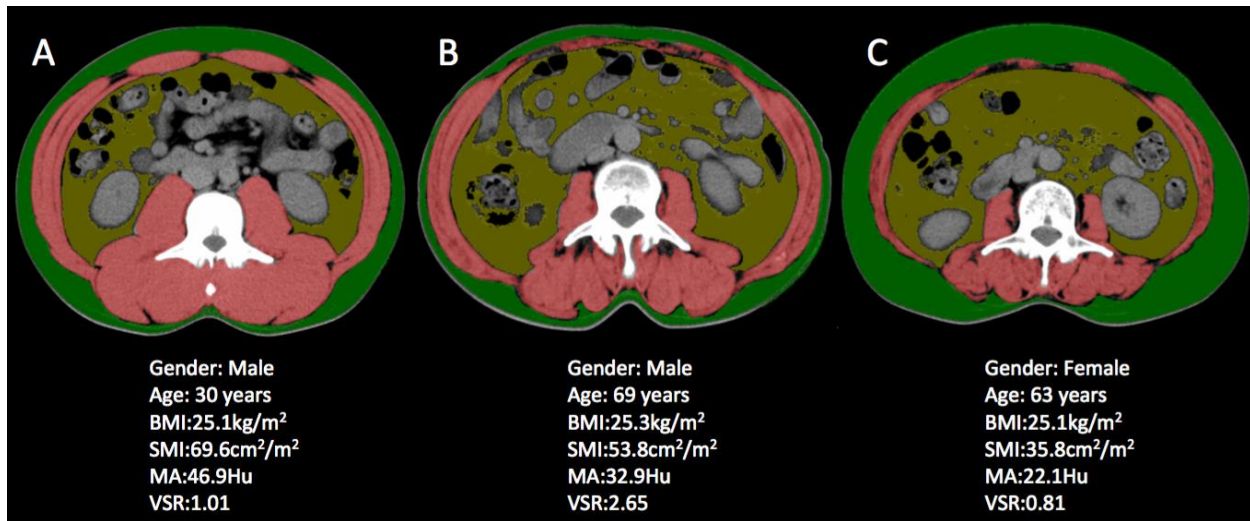 A
B
C
Gender: Male
Age: 30 years
BMI:25.1kg/m²
SMI:69.6cm²/m²
MA:46.9Hu
VSR:1.01
Gender: Male
Age: 69 years
BMI:25.3kg/m²
SMI:53.8cm²/m²
MA:32.9Hu
VSR:2.65
Gender: Female
Age: 63 years
BMI:25.1kg/m²
SMI:35.8cm²/m²
MA:22.1Hu
VSR:0.81